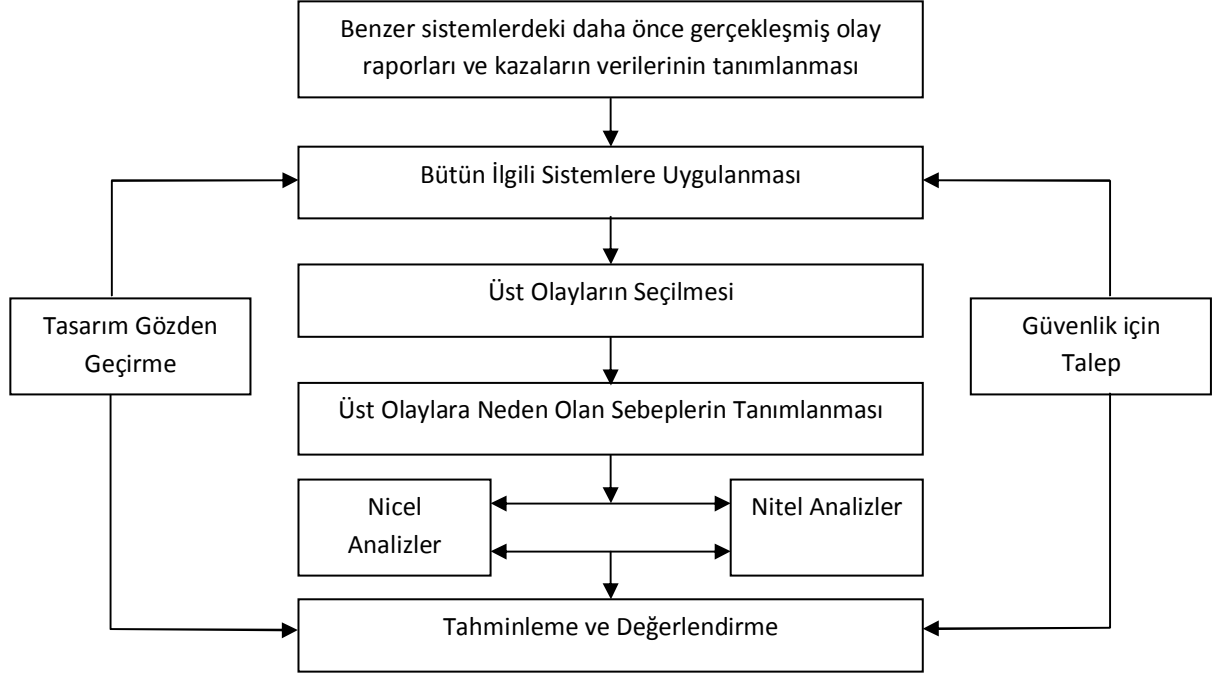 Benzer sistemlerdeki daha önce gerçekleşmiş olay
raporları ve kazaların verilerinin tanımlanması
Bütün İlgili Sistemlere Uygulanması
Üst Olayların Seçilmesi
Tasarım Gözden
Geçirme
Güvenlik için
Talep
Üst Olaylara Neden Olan Sebeplerin Tanımlanması
Nicel
Analizler
Nitel Analizler
Tahminleme ve Değerlendirme